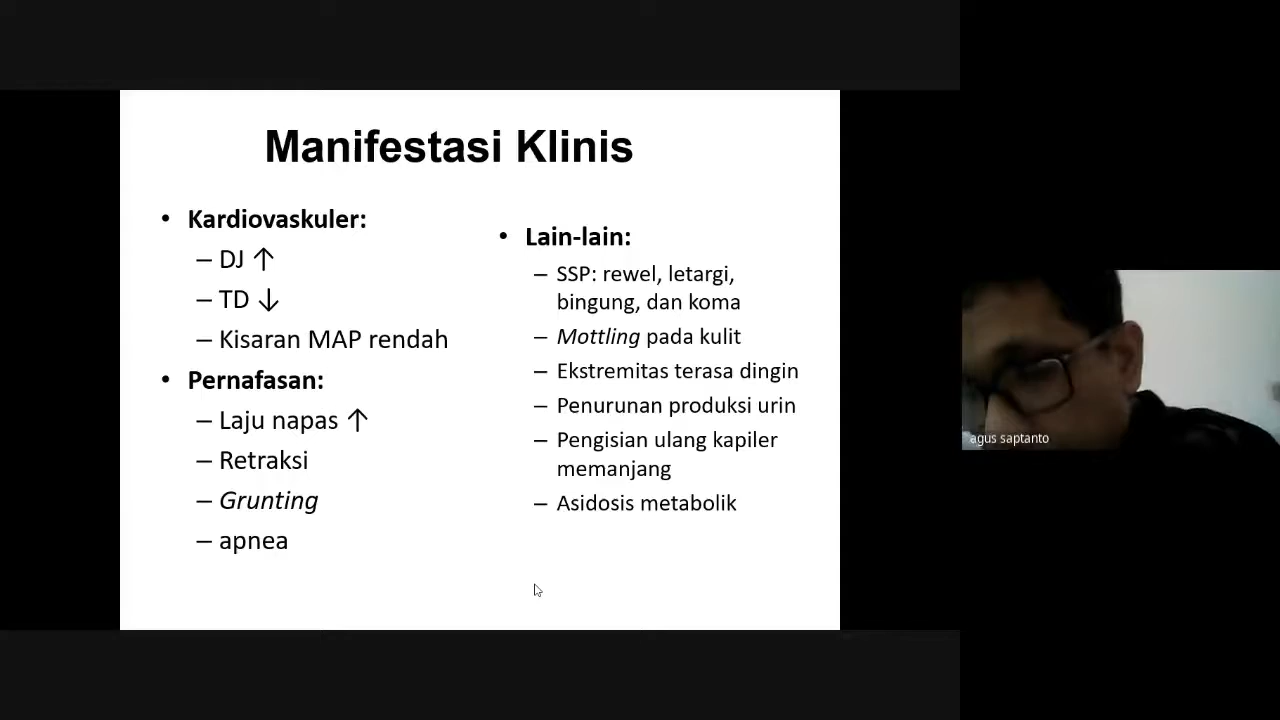 Manifestasi Klinis
• Kardiovaskuler:
– DJ ↑
– TD ↓
– Kisaran MAP rendah
• Pernafasan:
– Laju napas ↑
– Retraksi
– Grunting
– apnea
• Lain-lain:
– SSP: rewel, letargi,
bingung, dan koma
– Mottling pada kulit
– Ekstremitas terasa dingin
– Penurunan produksi urin
– Pengisian ulang kapiler
memanjang
– Asidosis metabolik
agus saptanto